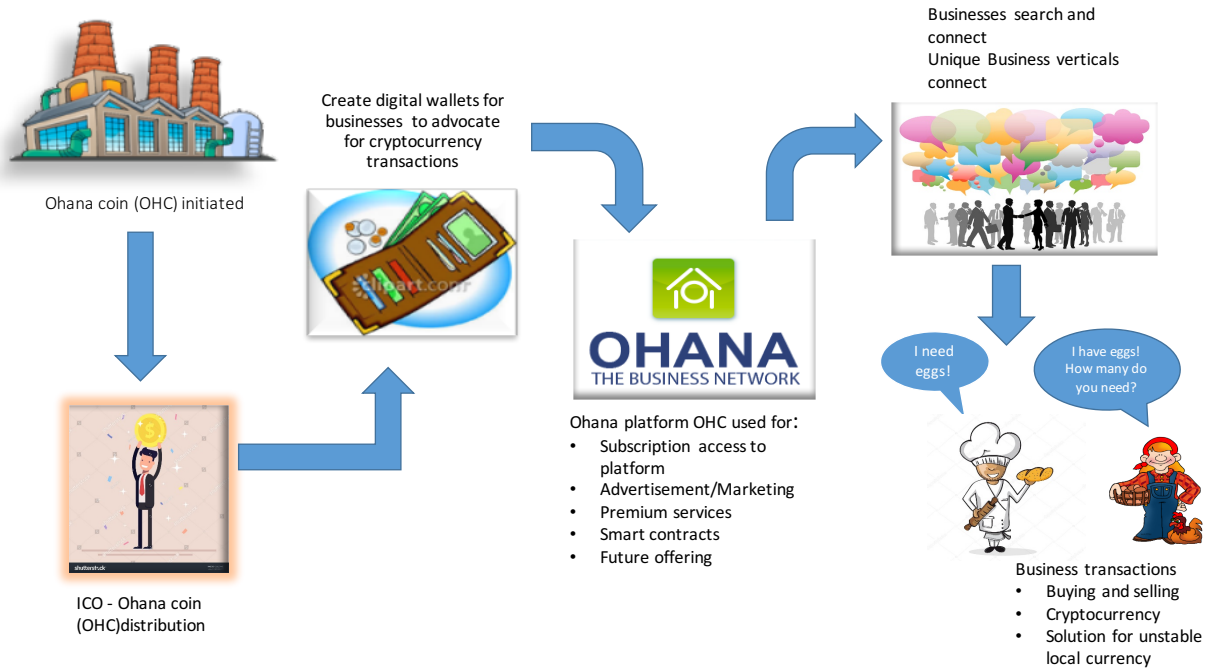 Ohana coin (OHC) initiated
ICO - Ohana coin
(OHC)distribution
shutterstock
Create digital wallets for
businesses to advocate
for cryptocurrency
transactions
clipart.com
OHANA
THE BUSINESS NETWORK
Ohana platform OHC used for:
• Subscription access to
platform
• Advertisement/Marketing
• Premium services
• Smart contracts
• Future offering
Businesses search and
connect
Unique Business verticals
connect
I need
eggs!
I have eggs!
How many do
you need?
Business transactions
• Buying and selling
• Cryptocurrency
• Solution for unstable
local currency